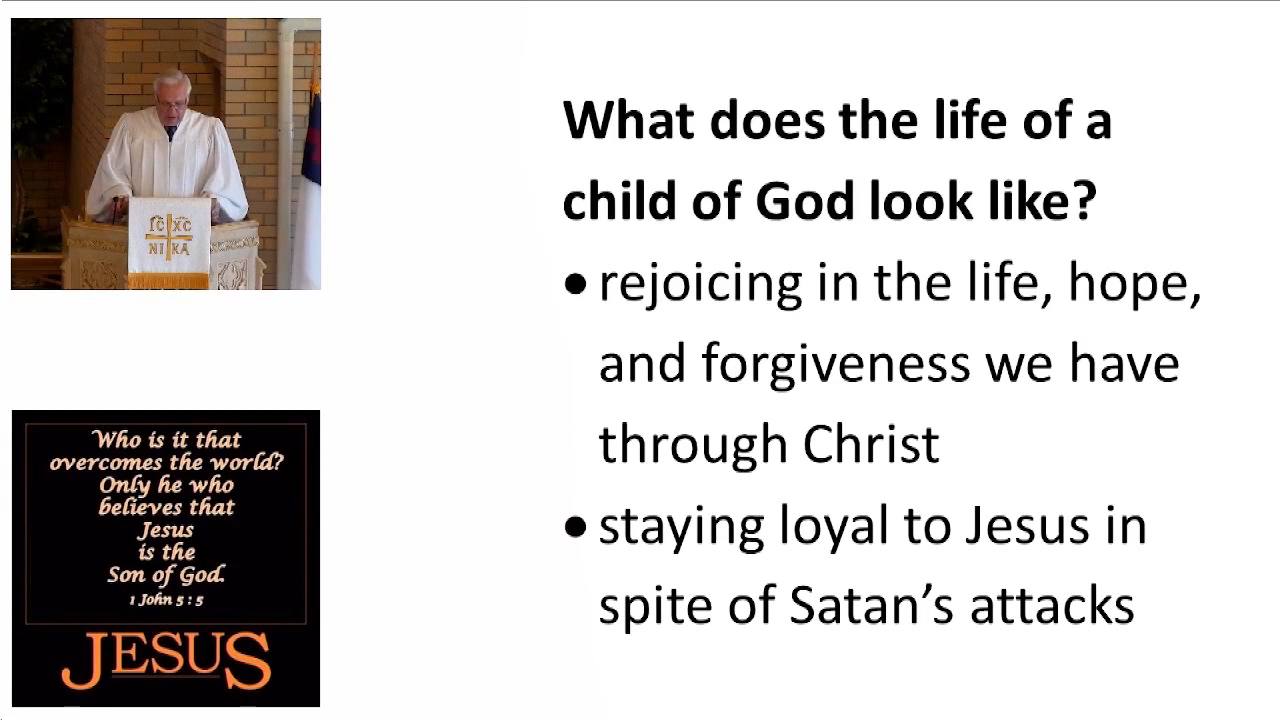 IC XC
NI KA
Who is it that
overcomes the world?
Only he who
believes that
Jesus
is the
Son of God.
1 John 5 : 5
JESUS
What does the life of a
child of God look like?
• rejoicing in the life, hope,
and forgiveness we have
through Christ
• staying loyal to Jesus in
spite of Satan’s attacks